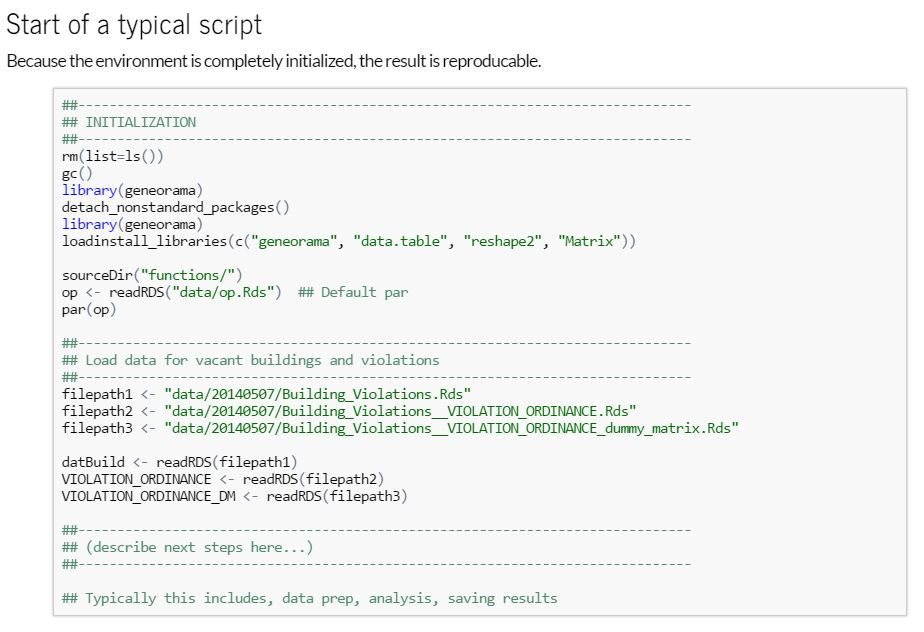 Start of a typical script
Because the environment is completely initialized, the result is reproducable.
##------------------------------------------------------------------------------
## INITIALIZATION
##------------------------------------------------------------------------------
rm(list=ls())
gc()
library(geneorama)
detach_nonstandard_packages()
library(geneorama)
loadinstall_libraries(c("geneorama", "data.table", "reshape2", "Matrix"))
sourceDir("functions/")
op <- readRDS("data/op.Rds")  ## Default par
par(op)
##------------------------------------------------------------------------------
## Load data for vacant buildings and violations
##------------------------------------------------------------------------------
filepath1 <- "data/20140507/Building_Violations.Rds"
filepath2 <- "data/20140507/Building_Violations__VIOLATION_ORDINANCE.Rds"
filepath3 <- "data/20140507/Building_Violations__VIOLATION_ORDINANCE_dummy_matrix.Rds"
datBuild <- readRDS(filepath1)
VIOLATION_ORDINANCE <- readRDS(filepath2)
VIOLATION_ORDINANCE_DM <- readRDS(filepath3)
##------------------------------------------------------------------------------
## (describe next steps here...)
##------------------------------------------------------------------------------
## Typically this includes, data prep, analysis, saving results